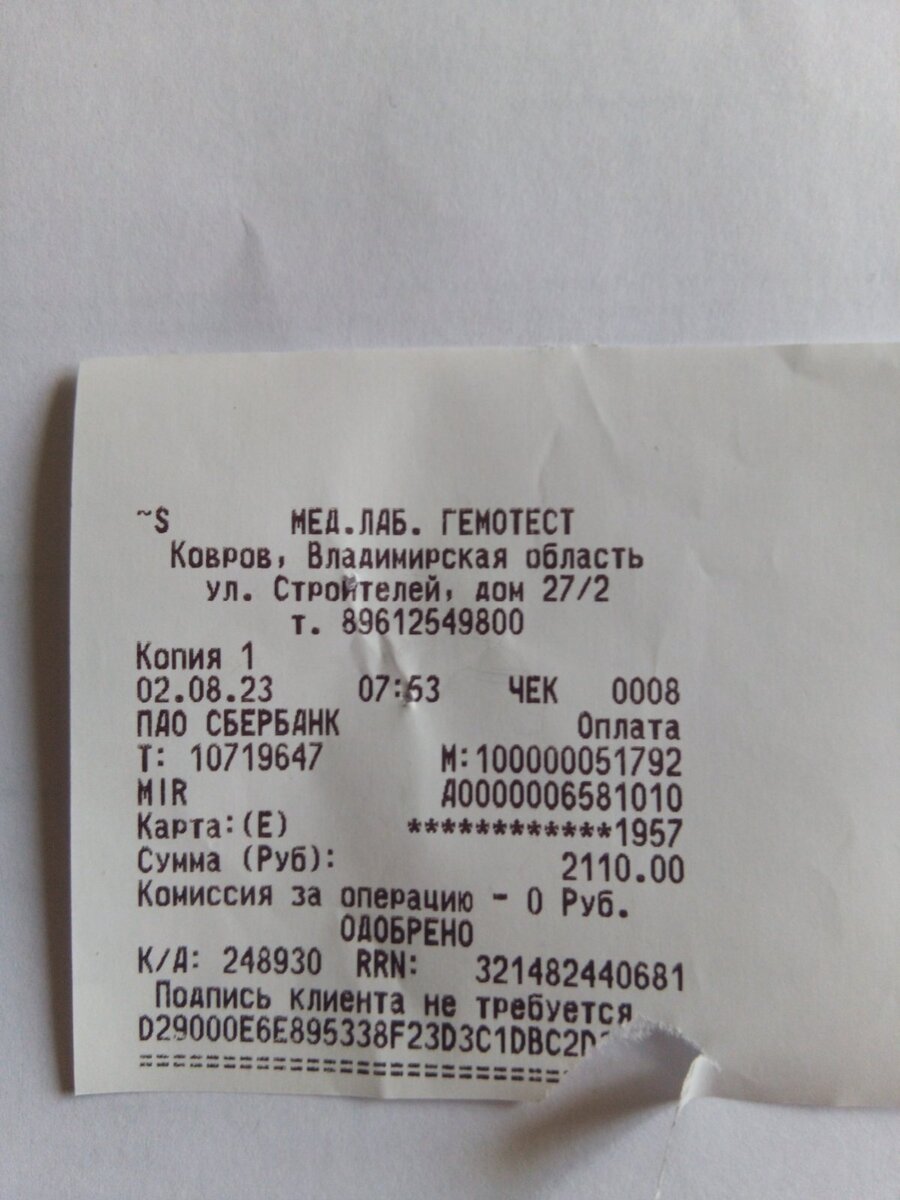 ~S МЕД.ЛАБ. ГЕМОТЕСТ
Ковров, Владимирская область
ул. Строителей, дом 27/2
т. 89612549800
Копия 1
02.08.23 07:53 ЧЕК 0008
ПАО СБЕРБАНК Оплата
Т: 10719647 М:100000051792
MIR A0000006581010
Карта:(E) ************1957
Сумма (Руб): 2110.00
Комиссия за операцию - 0 Руб.
ОДОБРЕНО
К/А: 248930 RRN: 321482440681
Подпись клиента не требуется
D29000E6E895338F23D3C1DBC2D
==============================